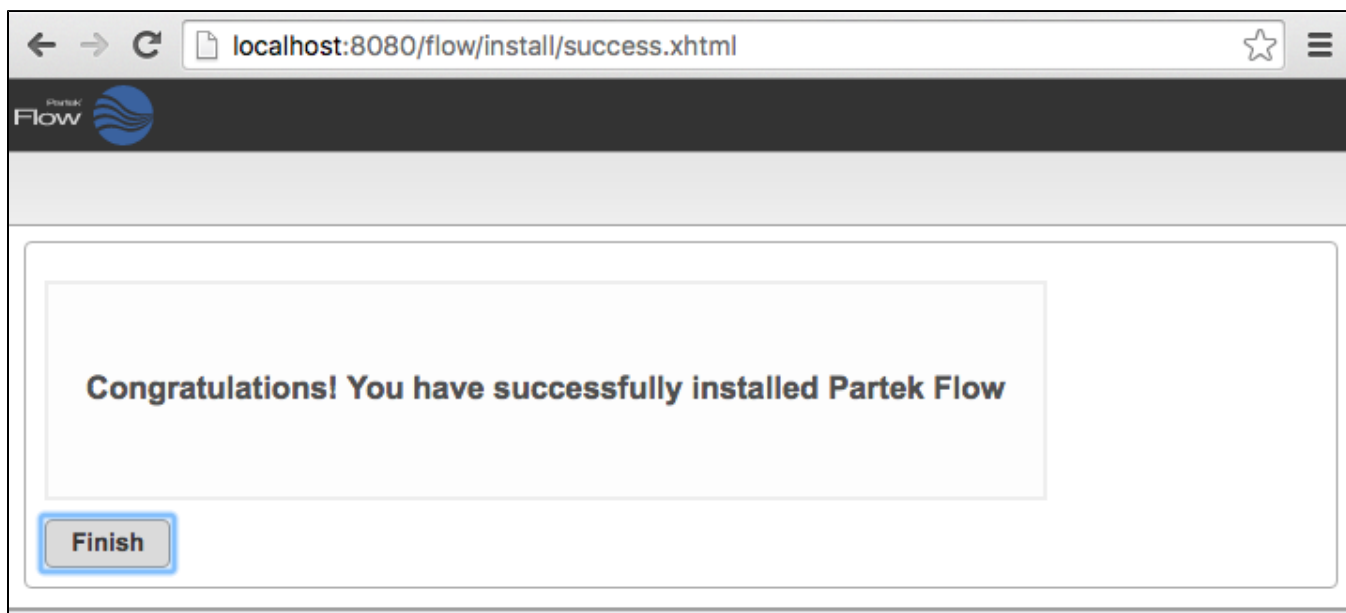 localhost:8080/flow/install/success.xhtml
Partek
Flow
Congratulations! You have successfully installed Partek Flow
Finish